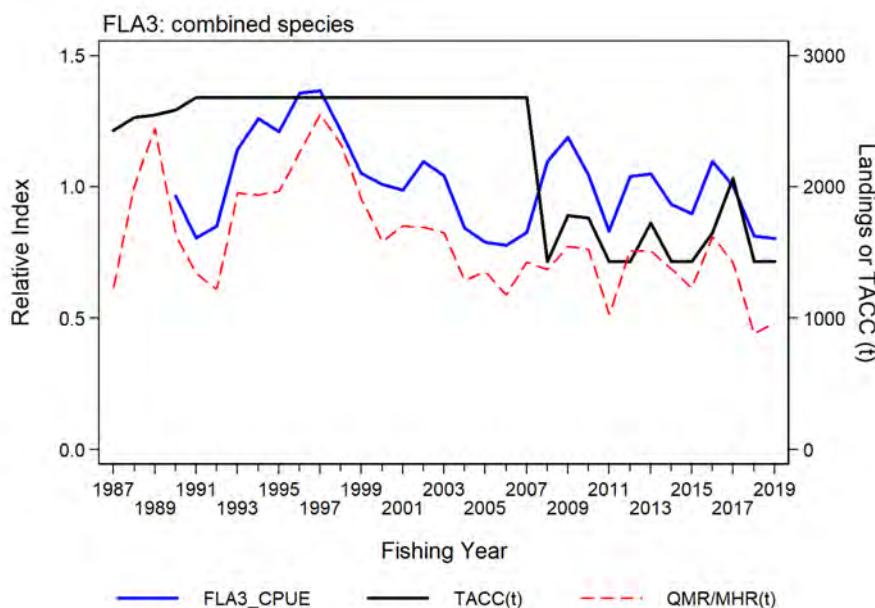 FLA3: combined species
1.5
1.0
0.5
0.0
Relative Index
3000
2000
1000
0
Landings or TACC (t)
1987 1991 1995 1999 2003 2007 2011 2015 2019
1989 1993 1997 2001 2005 2009 2013 2017
Fishing Year
FLA3_CPUE TACC(t) QMR/MHR(t)